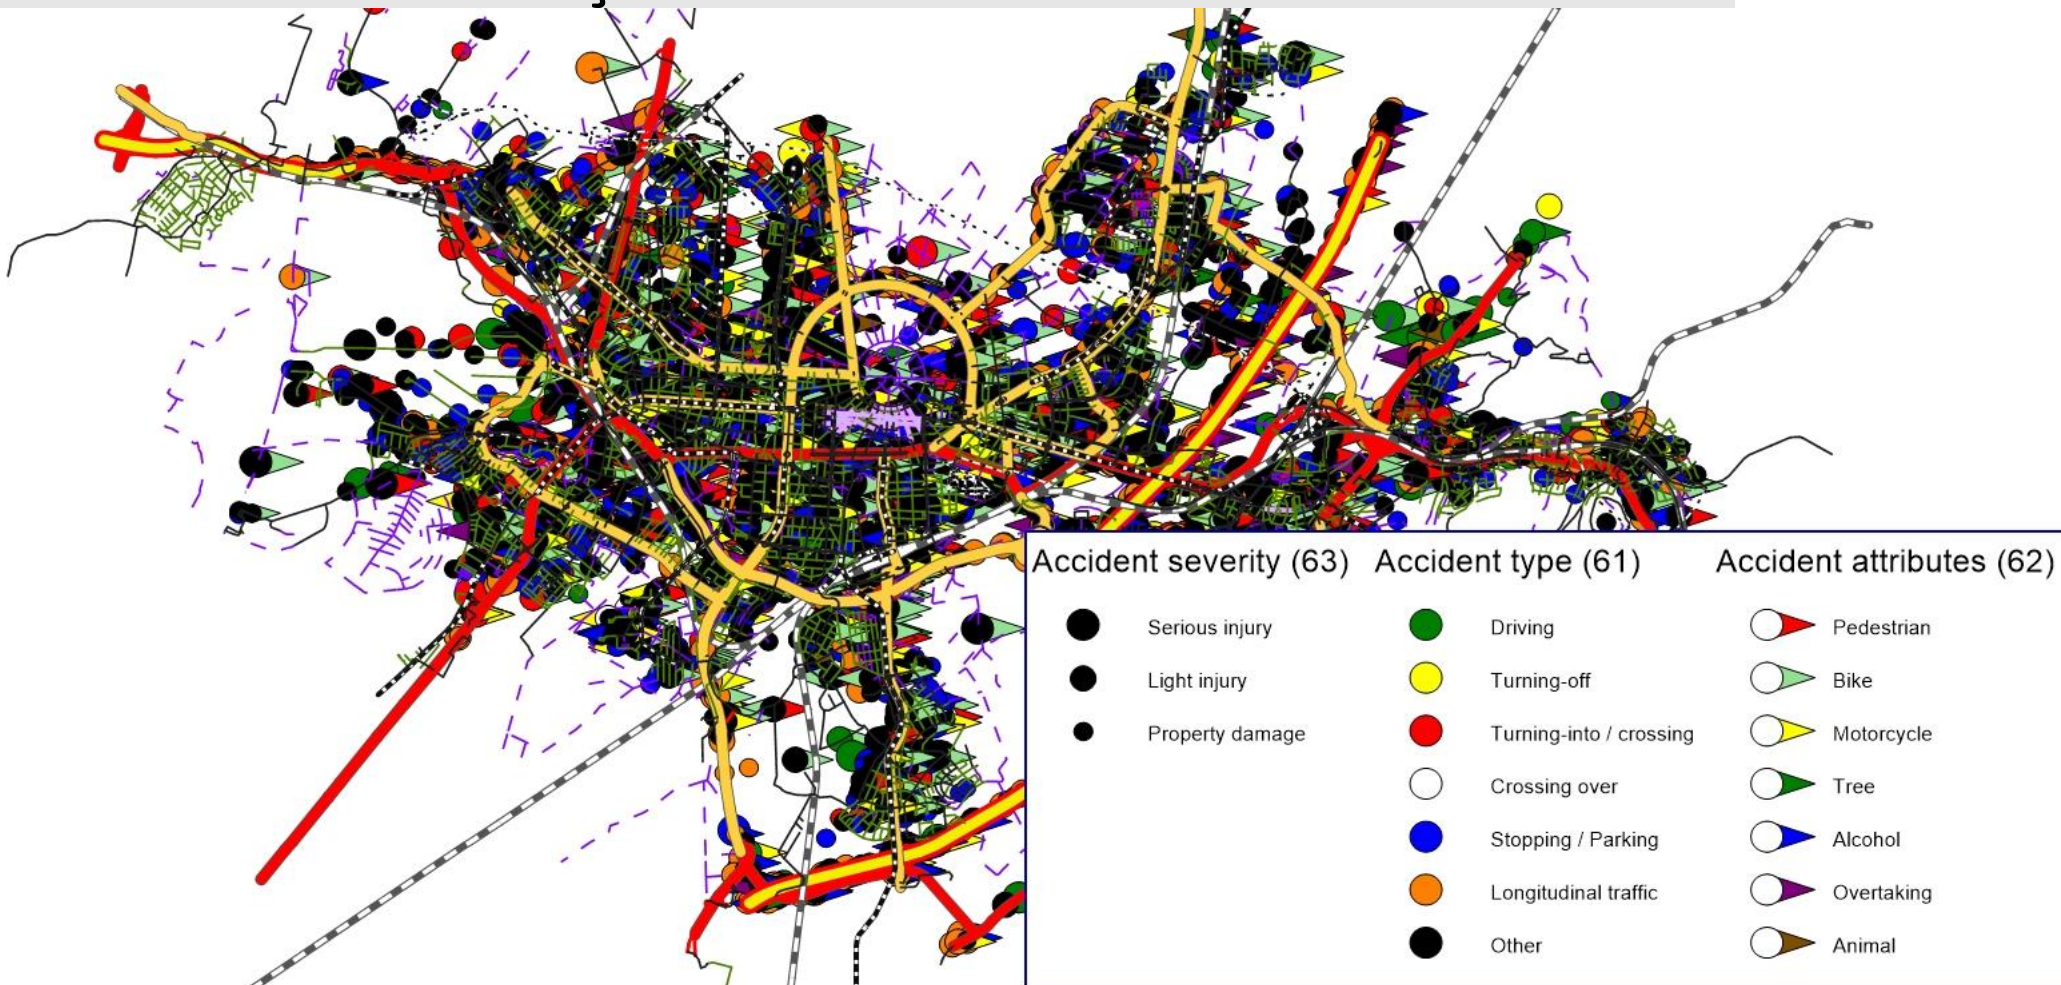 Accident severity (63) Accident type (61) Accident attributes (62)
Serious injury Driving Pedestrian
Light injury Turning-off Bike
Property damage Turning-into / crossing Motorcycle
Crossing over Tree
Stopping / Parking Alcohol
Longitudinal traffic Overtaking
Other Animal